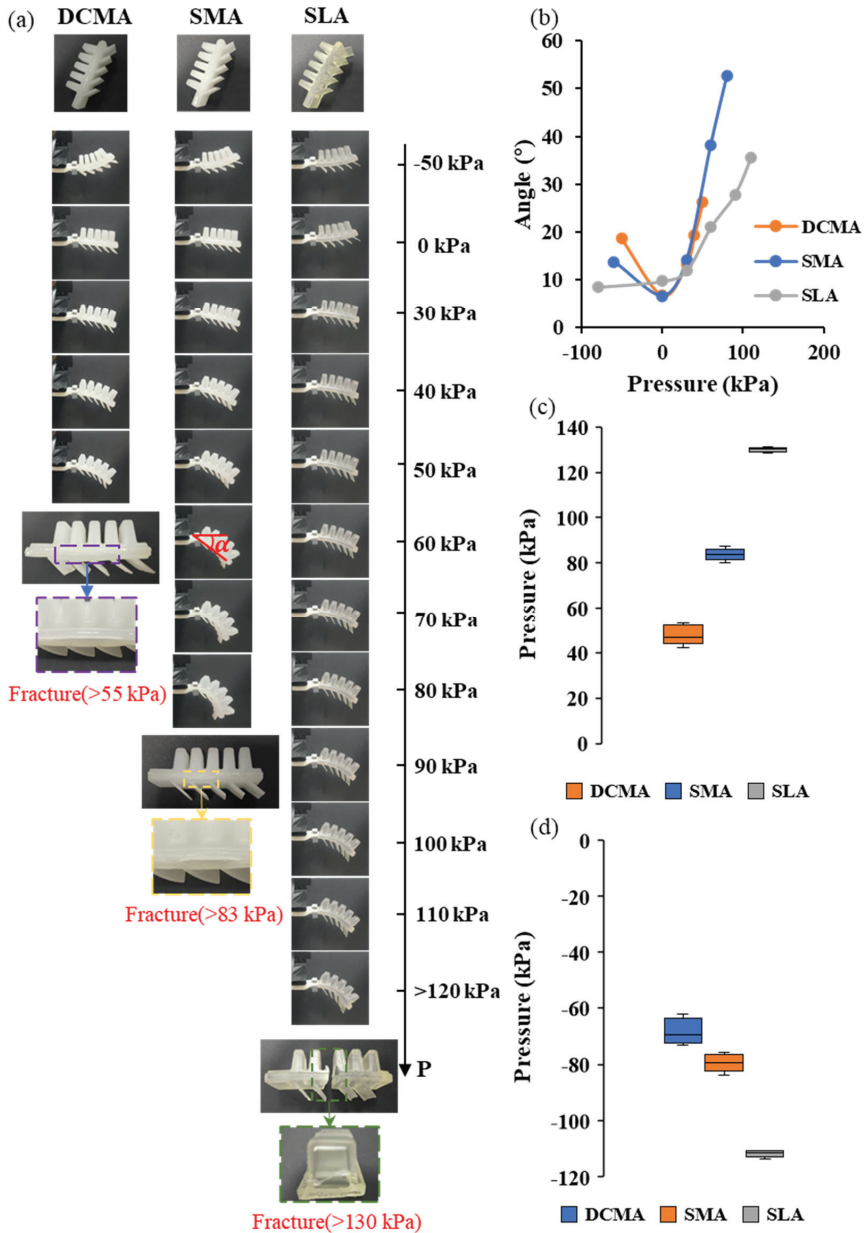 (a)
DCMA SMA SLA
-50 kPa
0 kPa
30 kPa
40 kPa
50 kPa
60 kPa
α
70 kPa
80 kPa
Fracture(>55 kPa)
90 kPa
100 kPa
Fracture(>83 kPa)
110 kPa
>120 kPa
P
Fracture(>130 kPa)
(b)
60
50
40
30
20
10
0
Angle (°)
-100 0 100 200
Pressure (kPa)
DCMA
SMA
SLA
(c)
140
120
100
80
60
40
20
0
Pressure (kPa)
DCMA SMA SLA
(d)
0
-20
-40
-60
-80
-100
-120
Pressure (kPa)
DCMA SMA SLA